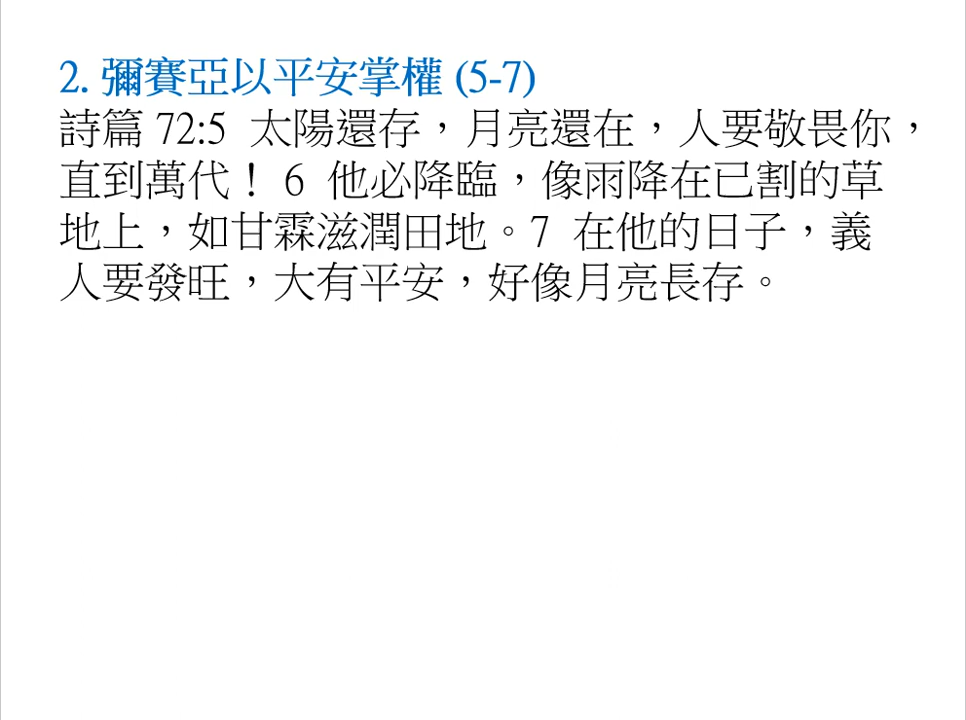 2. 彌賽亞以平安掌權 (5-7)
詩篇 72:5 太陽還存，月亮還在，人要敬畏你，
直到萬代！ 6 他必降臨，像雨降在已割的草
地上，如甘霖滋潤田地。7 在他的日子，義
人要發旺，大有平安，好像月亮長存。